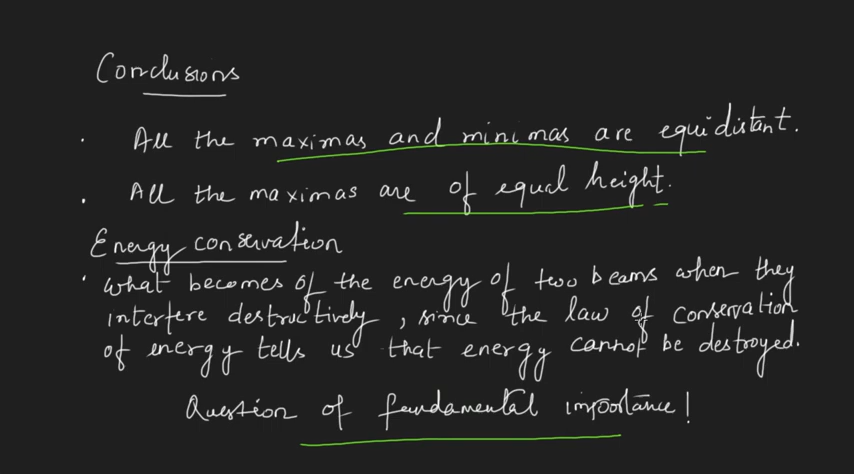 Conclusions
· All the maximas and minimas are equidistant.
· All the maximas are of equal height.
Energy conservation
· What becomes of the energy of two beams when they
interfere destructively, since the law of conservation
of energy tells us that energy cannot be destroyed.
Question of fundamental importance!